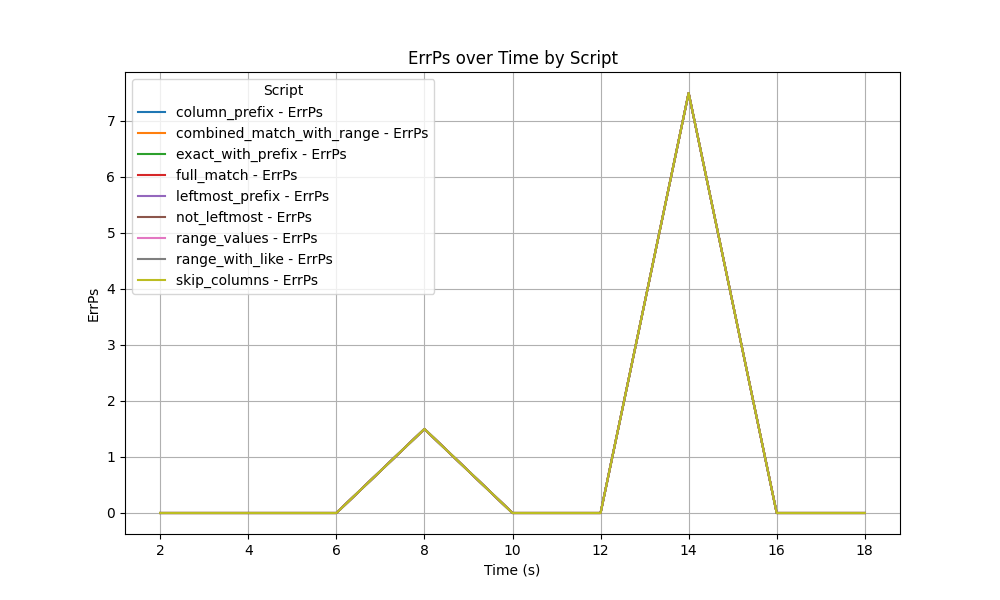 ErrPs over Time by Script
Script
column_prefix - ErrPs
combined_match_with_range - ErrPs
exact_with_prefix - ErrPs
full_match - ErrPs
leftmost_prefix - ErrPs
not_leftmost - ErrPs
range_values - ErrPs
range_with_like - ErrPs
skip_columns - ErrPs
ErrPs
7
6
5
4
3
2
1
0
2 4 6 8 10 12 14 16 18
Time (s)